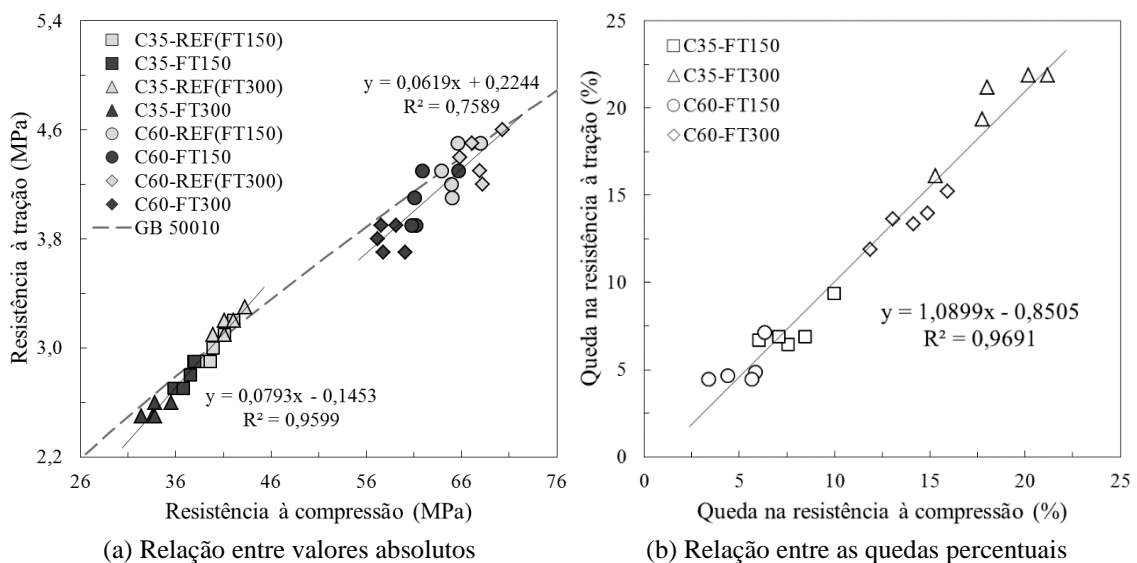 5,4
4,6
3,8
3,0
2,2
Resistência à tração (MPa)
C35-REF(FT150)
C35-FT150
C35-REF(FT300)
C35-FT300
C60-REF(FT150)
C60-FT150
C60-REF(FT300)
C60-FT300
GB 50010
y = 0,0619x + 0,2244
R² = 0,7589
y = 0,0793x - 0,1453
R² = 0,9599
26 36 46 56 66 76
Resistência à compressão (MPa)
(a) Relação entre valores absolutos
25
20
15
10
5
0
Queda na resistência à tração (%)
C35-FT150
C35-FT300
C60-FT150
C60-FT300
y = 1,0899x - 0,8505
R² = 0,9691
0 5 10 15 20 25
Queda na resistência à compressão (%)
(b) Relação entre as quedas percentuais